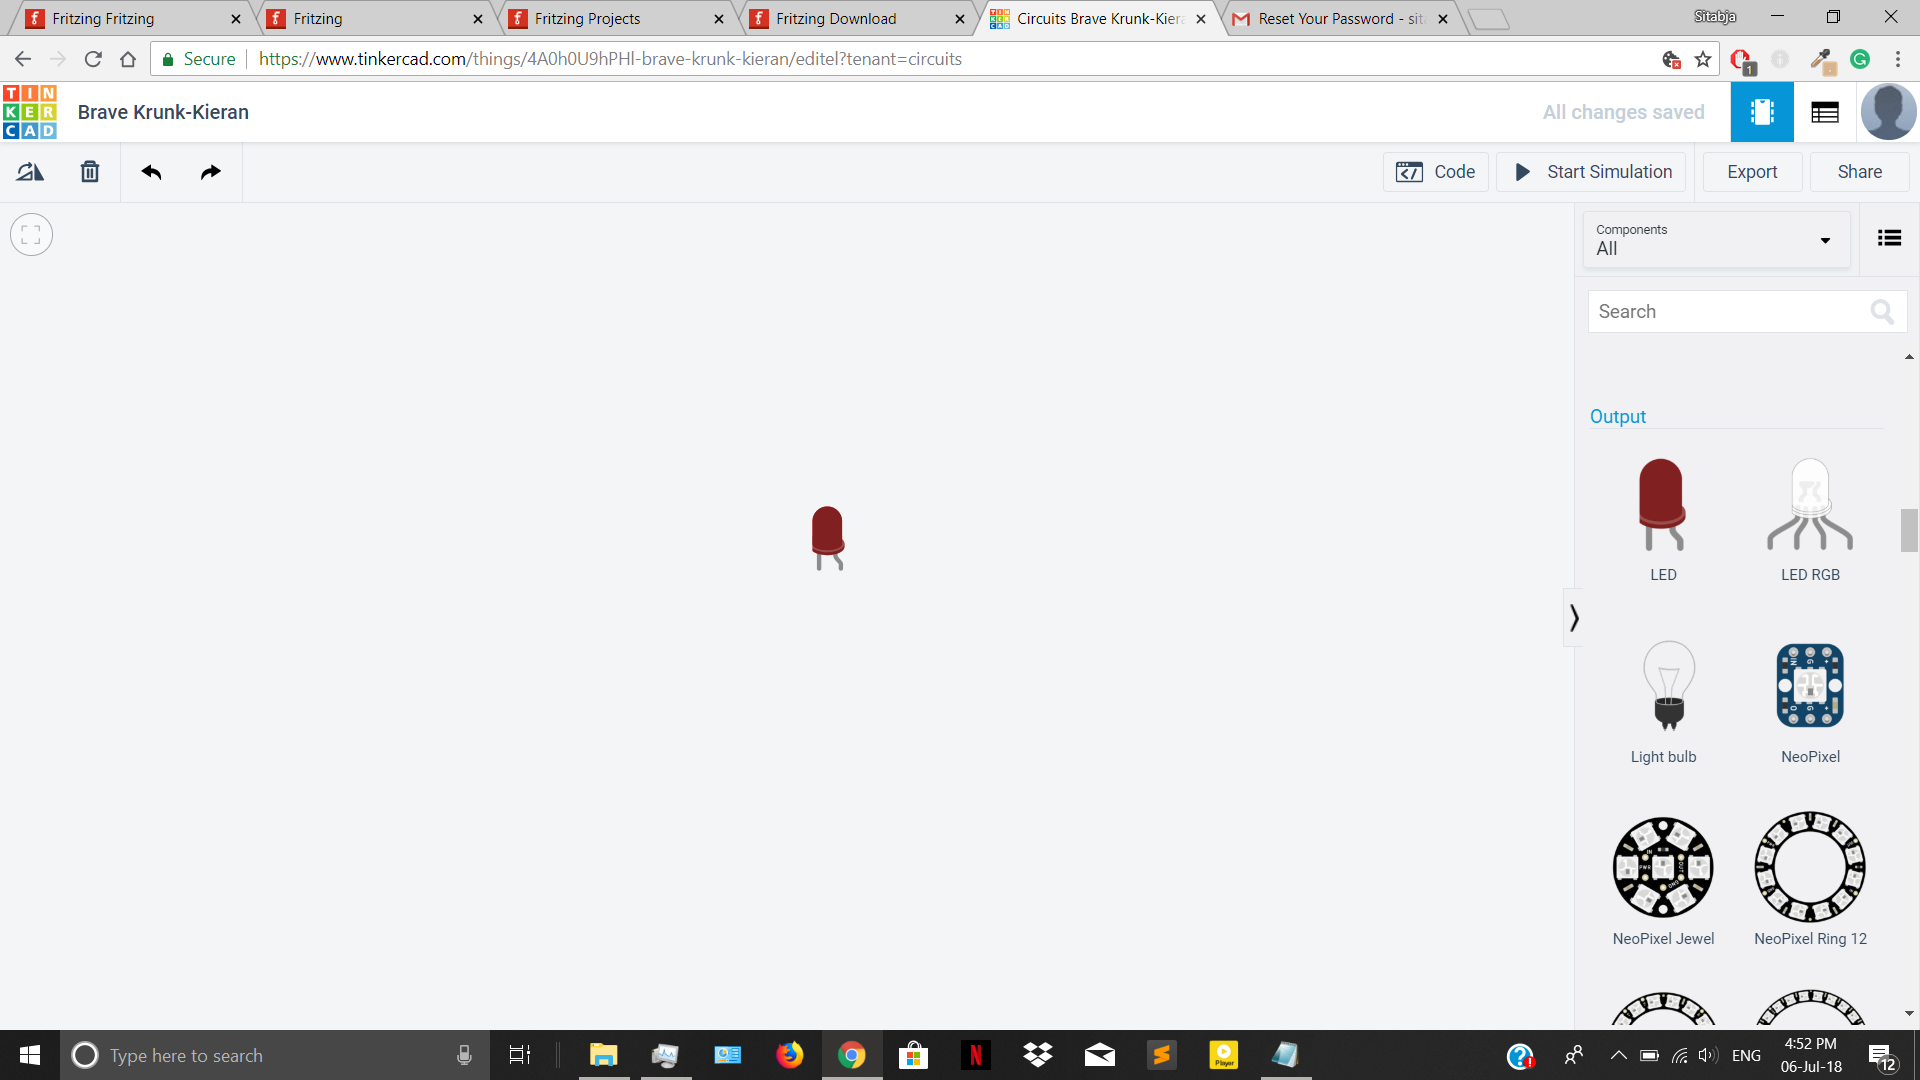 Fritzing Fritzing
Fritzing
Fritzing Projects
Fritzing Download
Circuits Brave Krunk-Kiera
Reset Your Password - sit
Sitabja
Secure
https://www.tinkercad.com/things/4A0h0U9hPHl-brave-krunk-kieran/editel?tenant=circuits
1
TIN
KER
CAD
Brave Krunk-Kieran
All changes saved
Code
Start Simulation
Export
Share
Components
All
Search
Output
LED
LED RGB
Light bulb
NeoPixel
NeoPixel Jewel
NeoPixel Ring 12
Type here to search
Player
ENG
4:52 PM
06-Jul-18
12